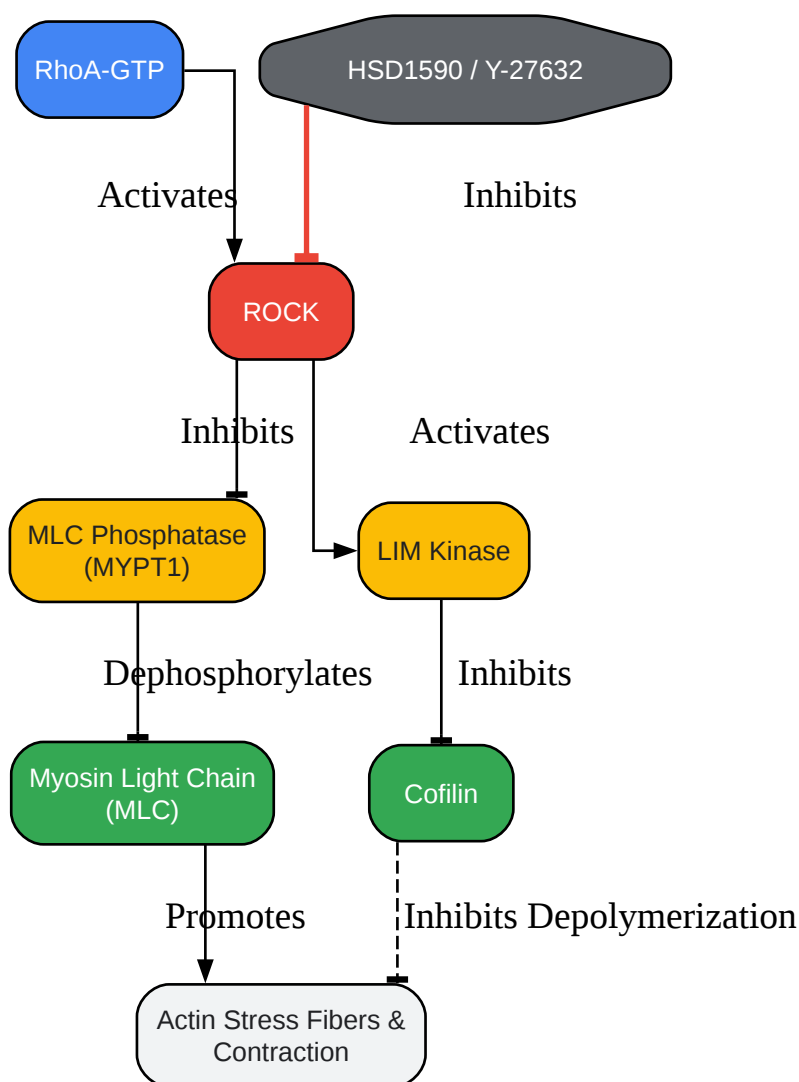 RhoA-GTP
HSD1590 / Y-27632
Activates
Inhibits
ROCK
Inhibits
Activates
MLC Phosphatase
(MYPT1)
LIM Kinase
Dephosphorylates
Inhibits
Myosin Light Chain
(MLC)
Cofilin
Promotes
Inhibits Depolymerization
Actin Stress Fibers &
Contraction